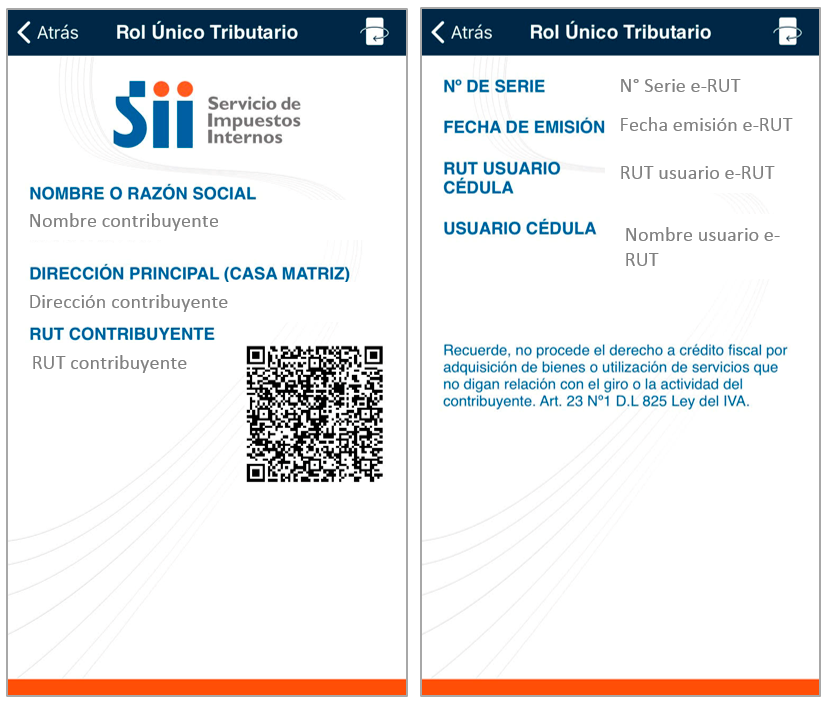 Atrás
Rol Único Tributario
Sii
Servicio de
Impuestos
Internos
NOMBRE O RAZÓN SOCIAL
Nombre contribuyente
DIRECCIÓN PRINCIPAL (CASA MATRIZ)
Dirección contribuyente
RUT CONTRIBUYENTE
RUT contribuyente
Atrás
Rol Único Tributario
Nº DE SERIE
N° Serie e-RUT
FECHA DE EMISIÓN
Fecha emisión e-RUT
RUT USUARIO
CÉDULA
RUT usuario e-RUT
USUARIO CÉDULA
Nombre usuario e-
RUT
Recuerde, no procede el derecho a crédito fiscal por
adquisición de bienes o utilización de servicios que
no digan relación con el giro o la actividad del
contribuyente. Art. 23 Nº1 D.L 825 Ley del IVA.